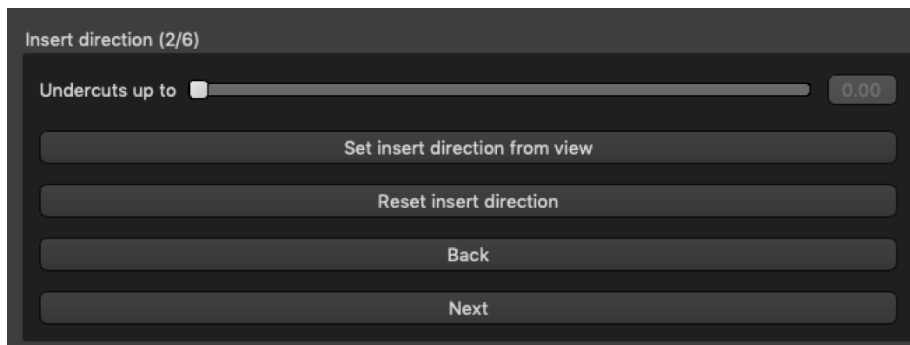 Insert direction (2/6)
Undercuts up to 0.00
Set insert direction from view
Reset insert direction
Back
Next